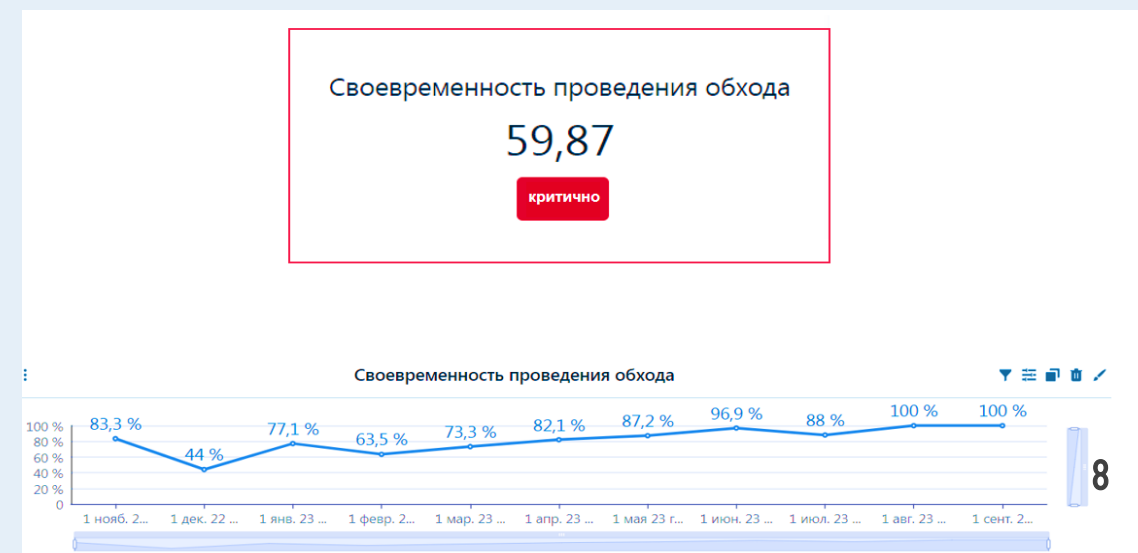 Своевременность проведения обхода
59,87
критично
Своевременность проведения обхода
83,3 %
44 %
77,1 %
63,5 %
73,3 %
82,1 %
87,2 %
96,9 %
88 %
100 %
100 %
100 %
80 %
60 %
40 %
20 %
0
1 нояб. 2...
1 дек. 22 ...
1 янв. 23 ...
1 февр. 2...
1 мар. 23 ...
1 апр. 23 ...
1 мая 23 г...
1 июн. 23 ...
1 июл. 23 ...
1 авг. 23 ...
1 сент. 2...
8